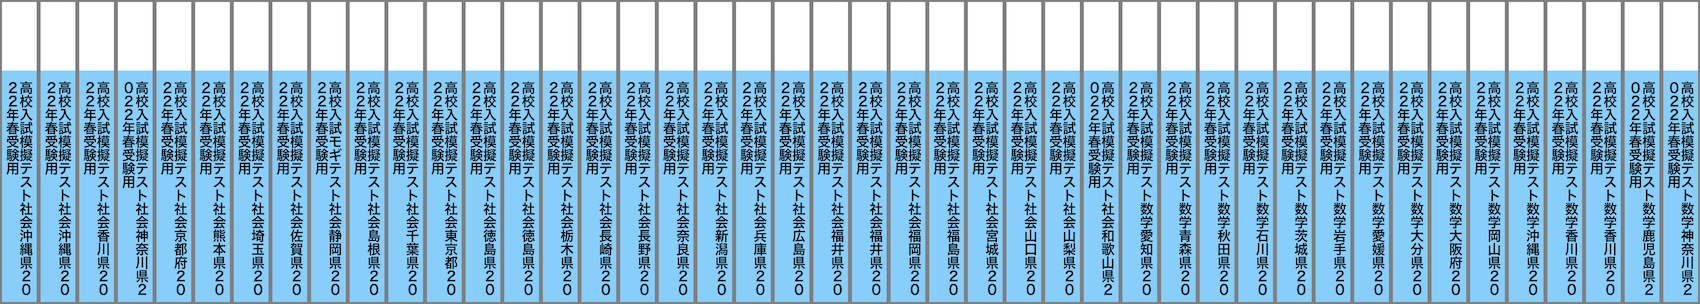 高校入試模擬テスト社会沖縄県２０
２２年春受験用
高校入試模擬テスト社会沖縄県２０
２２年春受験用
高校入試模擬テスト社会香川県２０
２２年春受験用
高校入試模擬テスト社会神奈川県２
０２２年春受験用
高校入試模擬テスト社会京都府２０
２２年春受験用
高校入試模擬テスト社会熊本県２０
２２年春受験用
高校入試模擬テスト社会埼玉県２０
２２年春受験用
高校入試模擬テスト社会佐賀県２０
２２年春受験用
高校入試モギテスト社会静岡県２０
２２年春受験用
高校入試模擬テスト社会島根県２０
２２年春受験用
高校入試模擬テスト社会千葉県２０
２２年春受験用
高校入試模擬テスト社会東京都２０
２２年春受験用
高校入試模擬テスト社会徳島県２０
２２年春受験用
高校入試模擬テスト社会徳島県２０
２２年春受験用
高校入試模擬テスト社会栃木県２０
２２年春受験用
高校入試模擬テスト社会長崎県２０
２２年春受験用
高校入試模擬テスト社会長野県２０
２２年春受験用
高校入試模擬テスト社会奈良県２０
２２年春受験用
高校入試模擬テスト社会新潟県２０
２２年春受験用
高校入試模擬テスト社会兵庫県２０
２２年春受験用
高校入試模擬テスト社会広島県２０
２２年春受験用
高校入試模擬テスト社会福井県２０
２２年春受験用
高校入試模擬テスト社会福井県２０
２２年春受験用
高校入試模擬テスト社会福岡県２０
２２年春受験用
高校入試模擬テスト社会福島県２０
２２年春受験用
高校入試模擬テスト社会宮城県２０
２２年春受験用
高校入試模擬テスト社会山口県２０
２２年春受験用
高校入試模擬テスト社会山梨県２０
２２年春受験用
高校入試模擬テスト社会和歌山県２
０２２年春受験用
高校入試模擬テスト数学愛知県２０
２２年春受験用
高校入試模擬テスト数学青森県２０
２２年春受験用
高校入試模擬テスト数学秋田県２０
２２年春受験用
高校入試模擬テスト数学石川県２０
２２年春受験用
高校入試模擬テスト数学茨城県２０
２２年春受験用
高校入試模擬テスト数学岩手県２０
２２年春受験用
高校入試模擬テスト数学愛媛県２０
２２年春受験用
高校入試模擬テスト数学大分県２０
２２年春受験用
高校入試模擬テスト数学大阪府２０
２２年春受験用
高校入試模擬テスト数学岡山県２０
２２年春受験用
高校入試模擬テスト数学沖縄県２０
２２年春受験用
高校入試模擬テスト数学香川県２０
２２年春受験用
高校入試模擬テスト数学香川県２０
２２年春受験用
高校入試模擬テスト数学鹿児島県２
０２２年春受験用
高校入試模擬テスト数学神奈川県２
０２２年春受験用